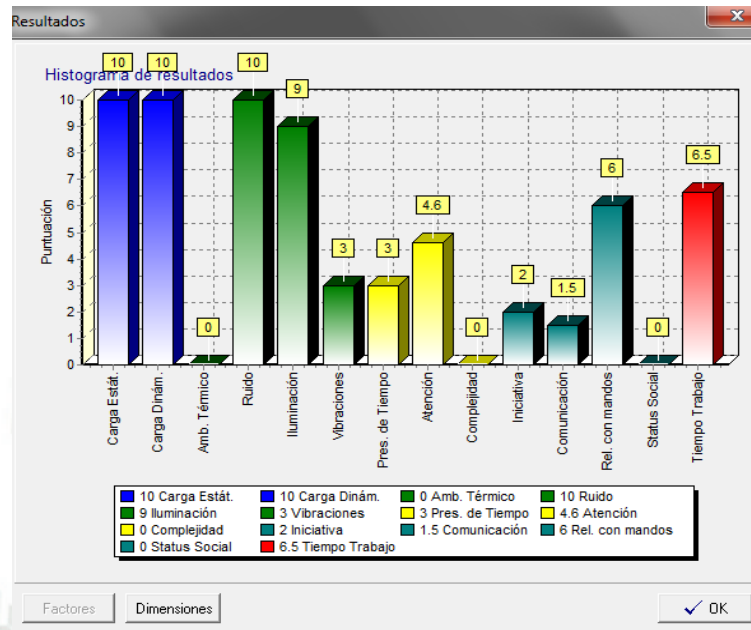 Resultados
Histograma de resultados
10 10 0 10 9 3 3 4.6 0 2 1.5 6 0 6.5
Puntuación
10
9
8
7
6
5
4
3
2
1
0
Carga Estát.
Carga Dinám.
Amb. Térmico
Ruido
Iluminación
Vibraciones
Pres. de Tiempo
Atención
Complejidad
Iniciativa
Comunicación
Rel. con mandos
Status Social
Tiempo Trabajo
10 Carga Estát. 10 Carga Dinám. 0 Amb. Térmico 10 Ruido
9 Iluminación 3 Vibraciones 3 Pres. de Tiempo 4.6 Atención
0 Complejidad 2 Iniciativa 1.5 Comunicación 6 Rel. con mandos
0 Status Social 6.5 Tiempo Trabajo
Factores Dimensiones OK